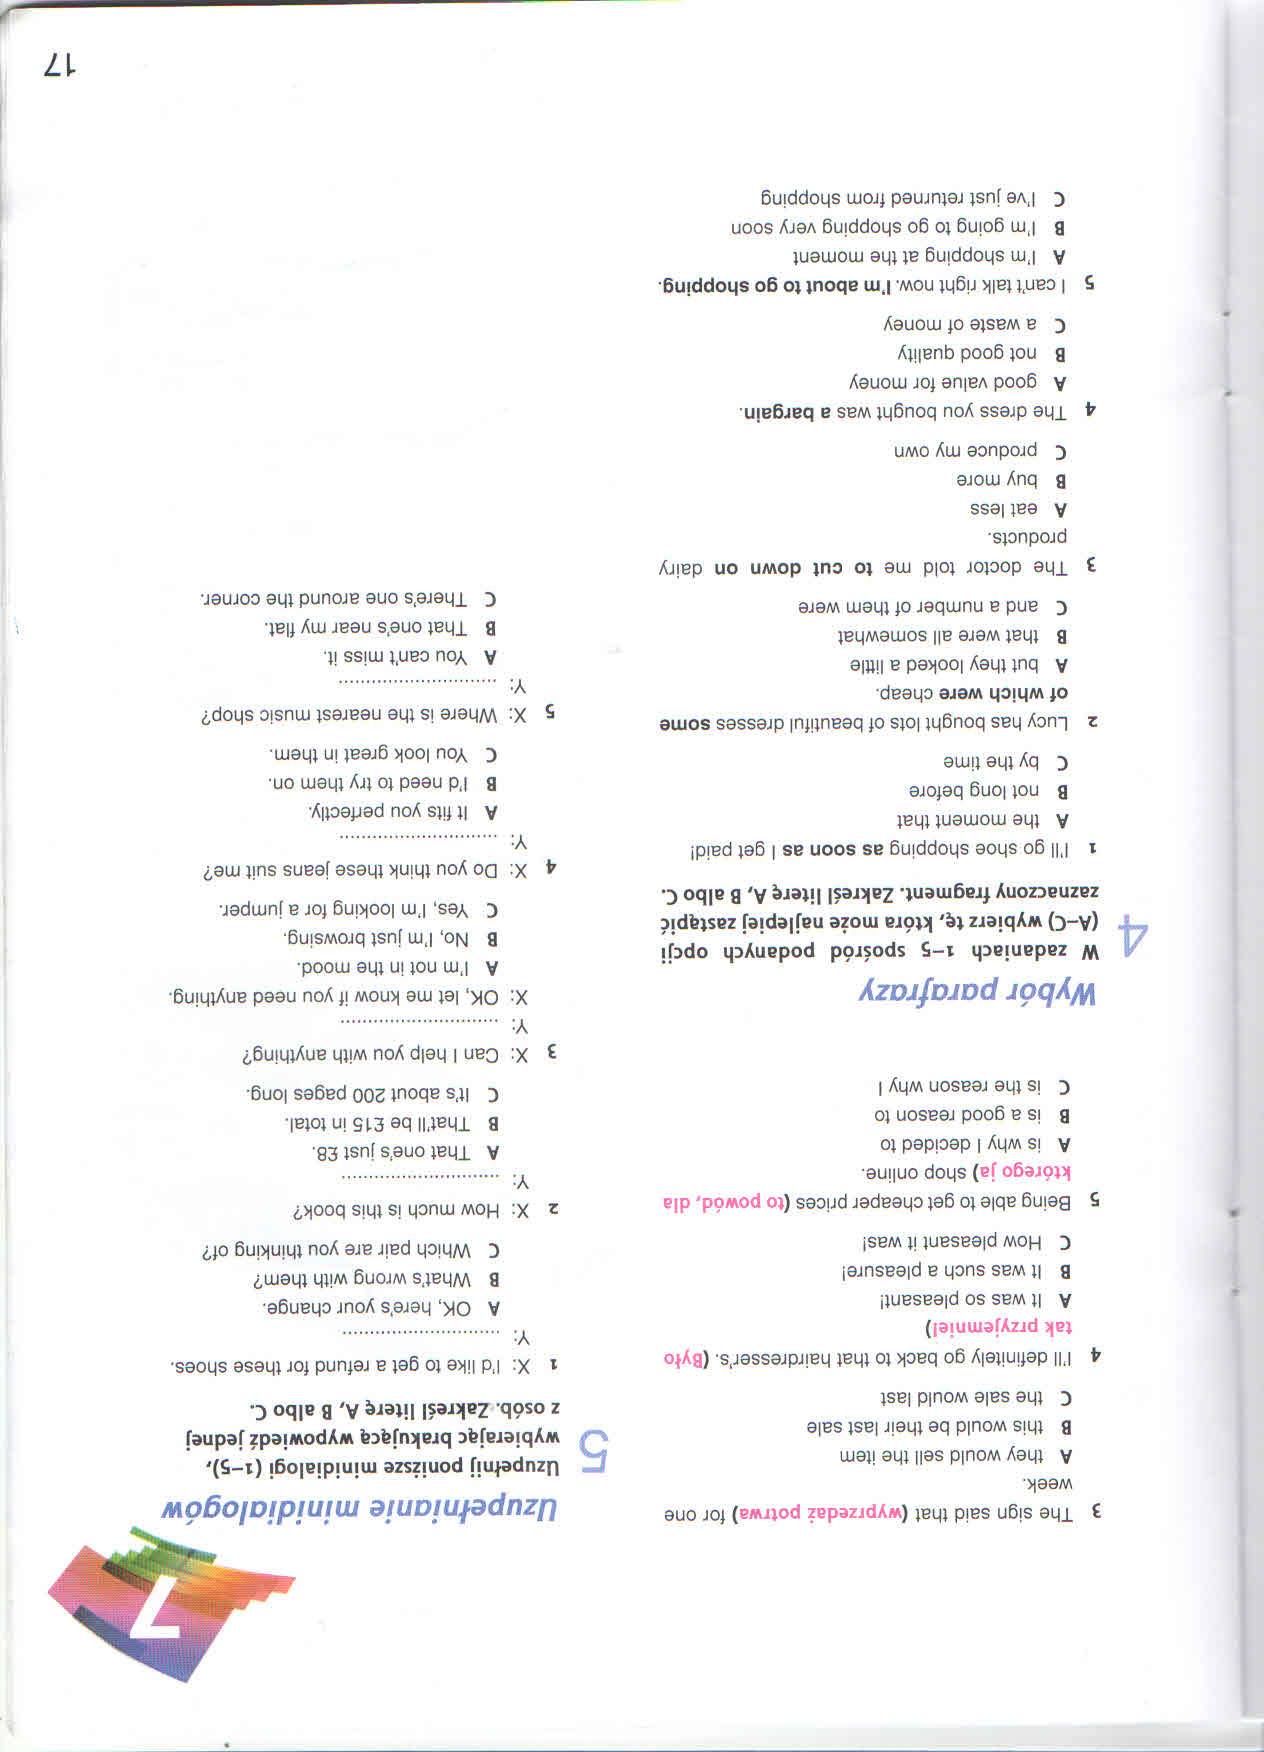 7
3 The sign said that (wyprzedaż potrwa) for one
week.
A they would sell the item
B this would be their last sale
C the sale would last
4 I'll definitely go back to that hairdresser's. (Było
tak przyjemnie!)
A It was so pleasant!
B It was such a pleasure!
C How pleasant it was!
5 Being able to get cheaper prices (to powód, dla
którego ja) shop online.
A is why I decided to
B is a good reason to
C is the reason why I
Wybór parafrazy
4 W zadaniach 1–5 spośród podanych opcji
(A–C) wybierz tę, która może najlepiej zastąpić
zaznaczony fragment. Zakreśl literę A, B albo C.
1 I'll go shoe shopping as soon as I get paid!
A the moment that
B not long before
C by the time
2 Lucy has bought lots of beautiful dresses some
of which were cheap.
A but they looked a little
B that were all somewhat
C and a number of them were
3 The doctor told me to cut down on dairy
products.
A eat less
B buy more
C produce my own
4 The dress you bought was a bargain.
A good value for money
B not good quality
C a waste of money
5 I can't talk right now. I'm about to go shopping.
A I'm shopping at the moment
B I'm going to go shopping very soon
C I've just returned from shopping
Uzupełnianie minidialogów
5 Uzupełnij poniższe minidialogi (1–5),
wybierając brakującą wypowiedź jednej
z osób. Zakreśl literę A, B albo C.
1 X: I'd like to get a refund for these shoes.
Y: .............................
A OK, here's your change.
B What's wrong with them?
C Which pair are you thinking of?
2 X: How much is this book?
Y: .............................
A That one's just £8.
B That'll be £15 in total.
C It's about 200 pages long.
3 X: Can I help you with anything?
Y: .............................
X: OK, let me know if you need anything.
A I'm not in the mood.
B No, I'm just browsing.
C Yes, I'm looking for a jumper.
4 X: Do you think these jeans suit me?
Y: .............................
A It fits you perfectly.
B I'd need to try them on.
C You look great in them.
5 X: Where is the nearest music shop?
Y: .............................
A You can't miss it.
B That one's near my flat.
C There's one around the corner.
17